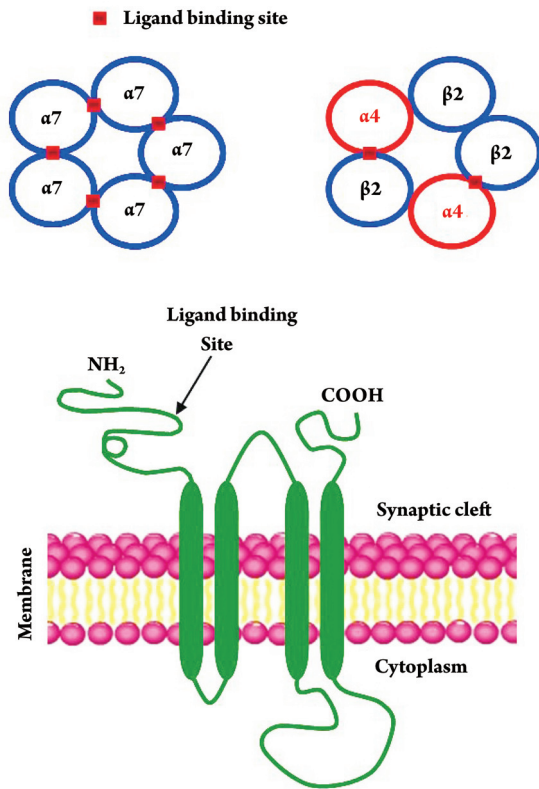 Ligand binding site
α7
α7
α7
α7
α7
β2
α4
β2
β2
α4
Ligand binding
Site
NH₂
COOH
Synaptic cleft
Membrane
Cytoplasm